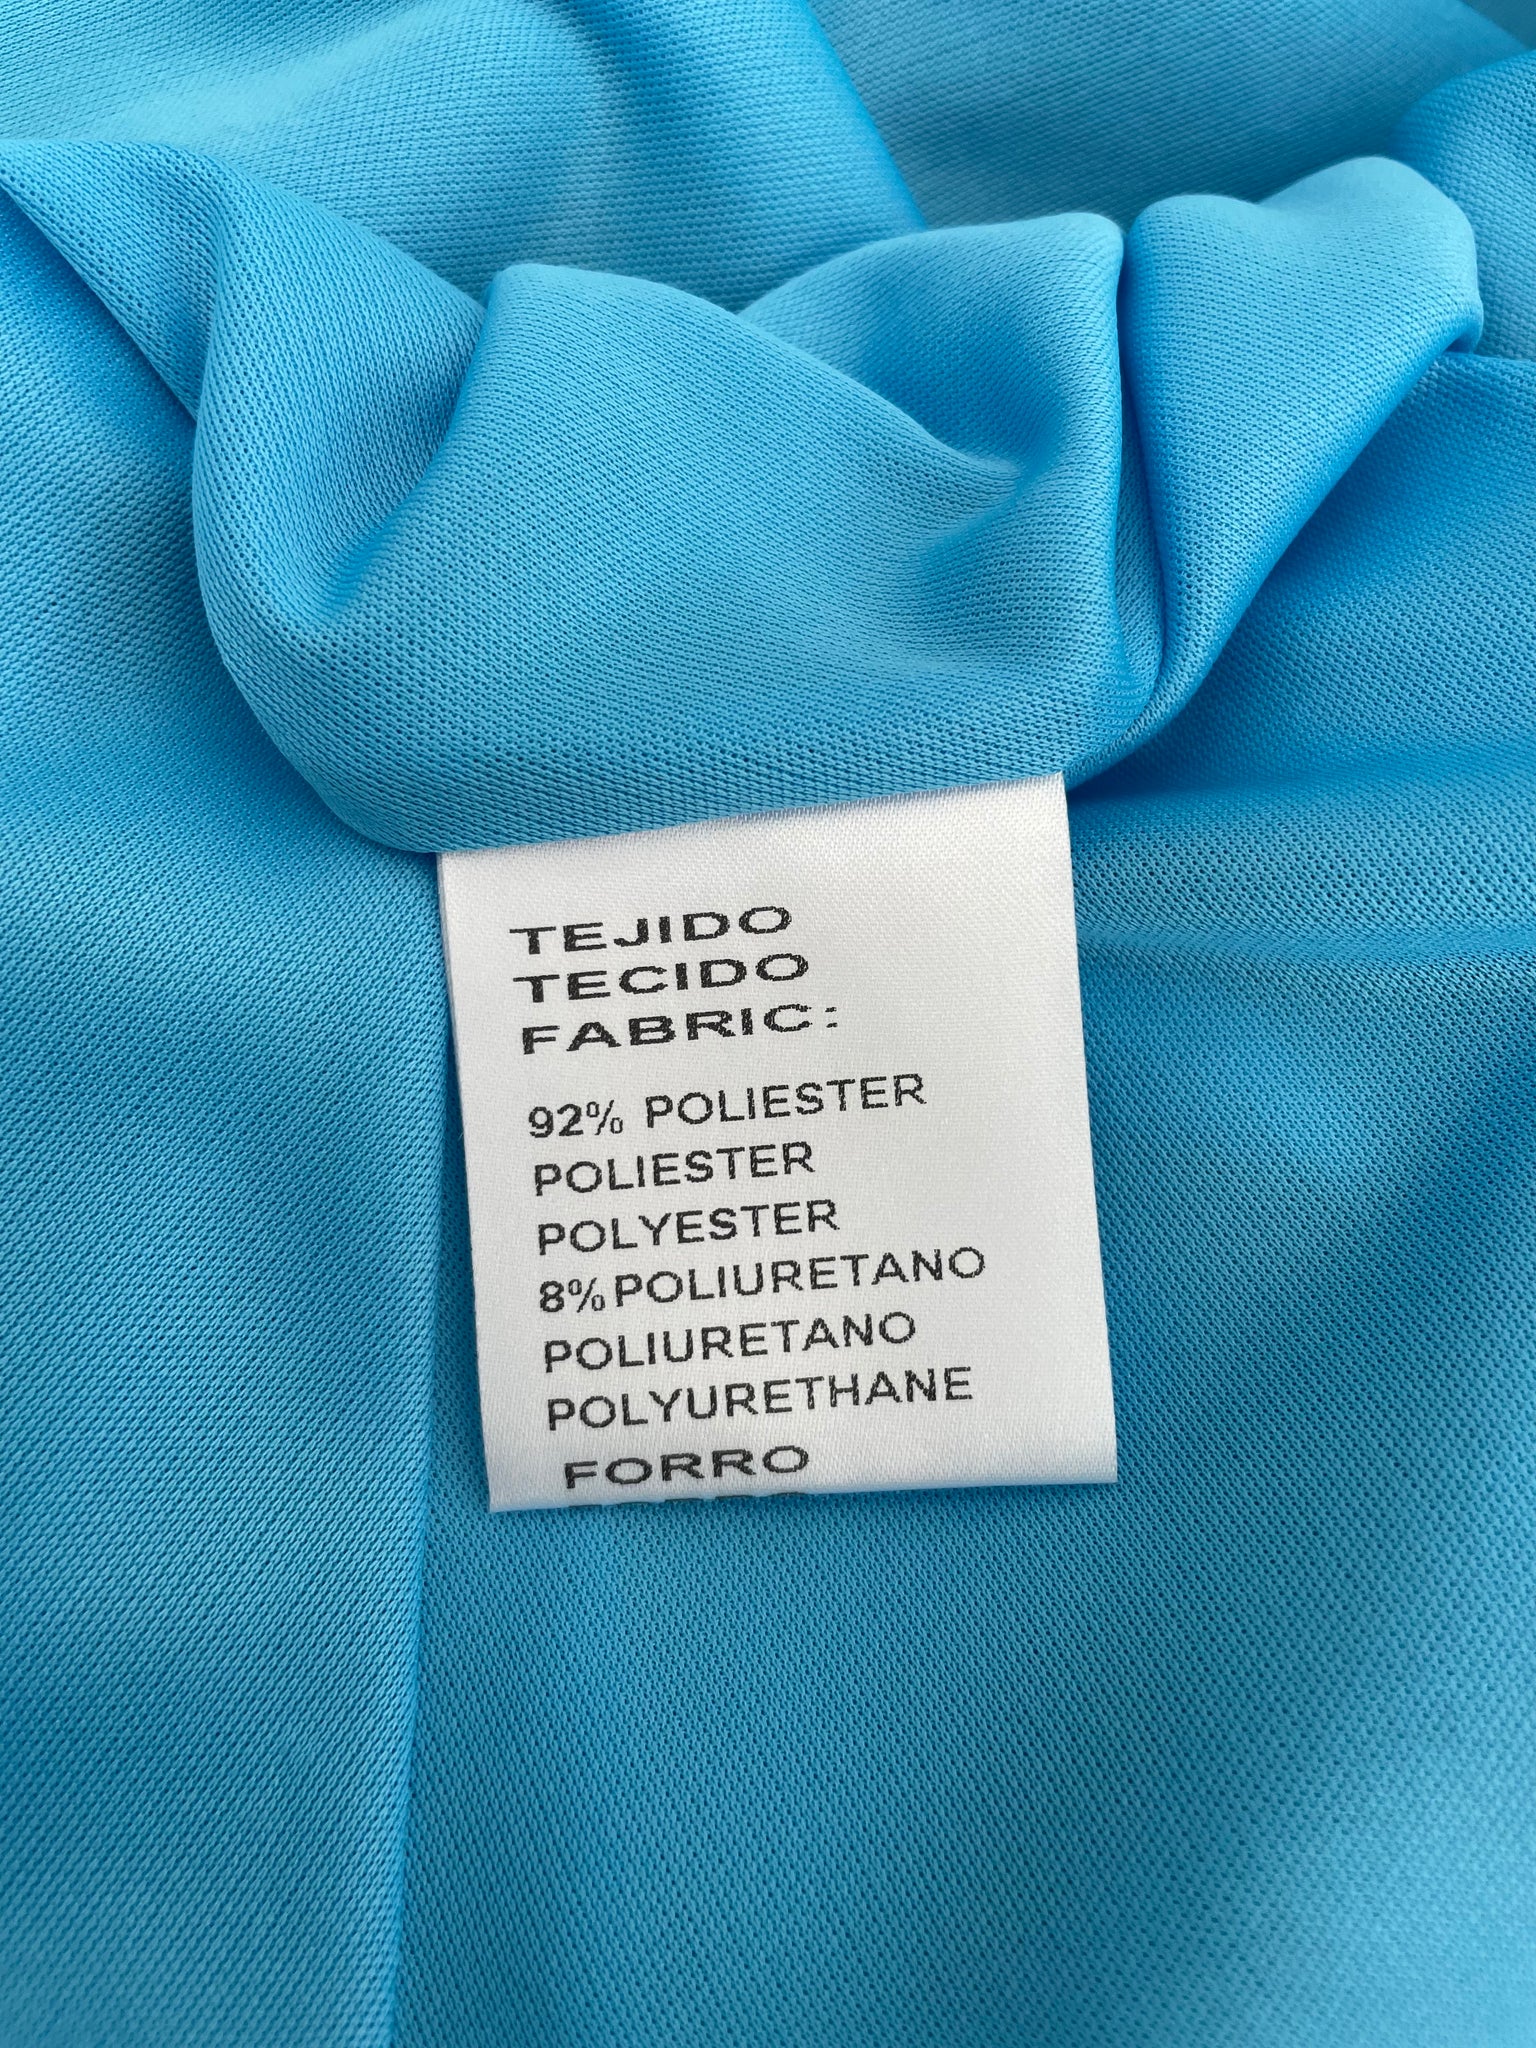 TEJIDO
TECIDO
FABRIC:
92% POLIESTER
POLIESTER
POLYESTER
8% POLIURETANO
POLIURETANO
POLYURETHANE
FORRO